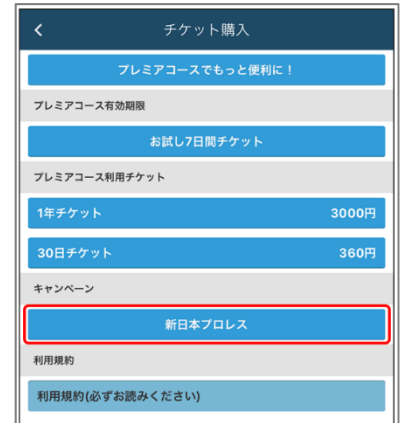 チケット購入
プレミアコースでもっと便利に！
プレミアコース有効期限
お試し7日間チケット
プレミアコース利用チケット
1年チケット 3000円
30日チケット 360円
キャンペーン
新日本プロレス
利用規約
利用規約(必ずお読みください)